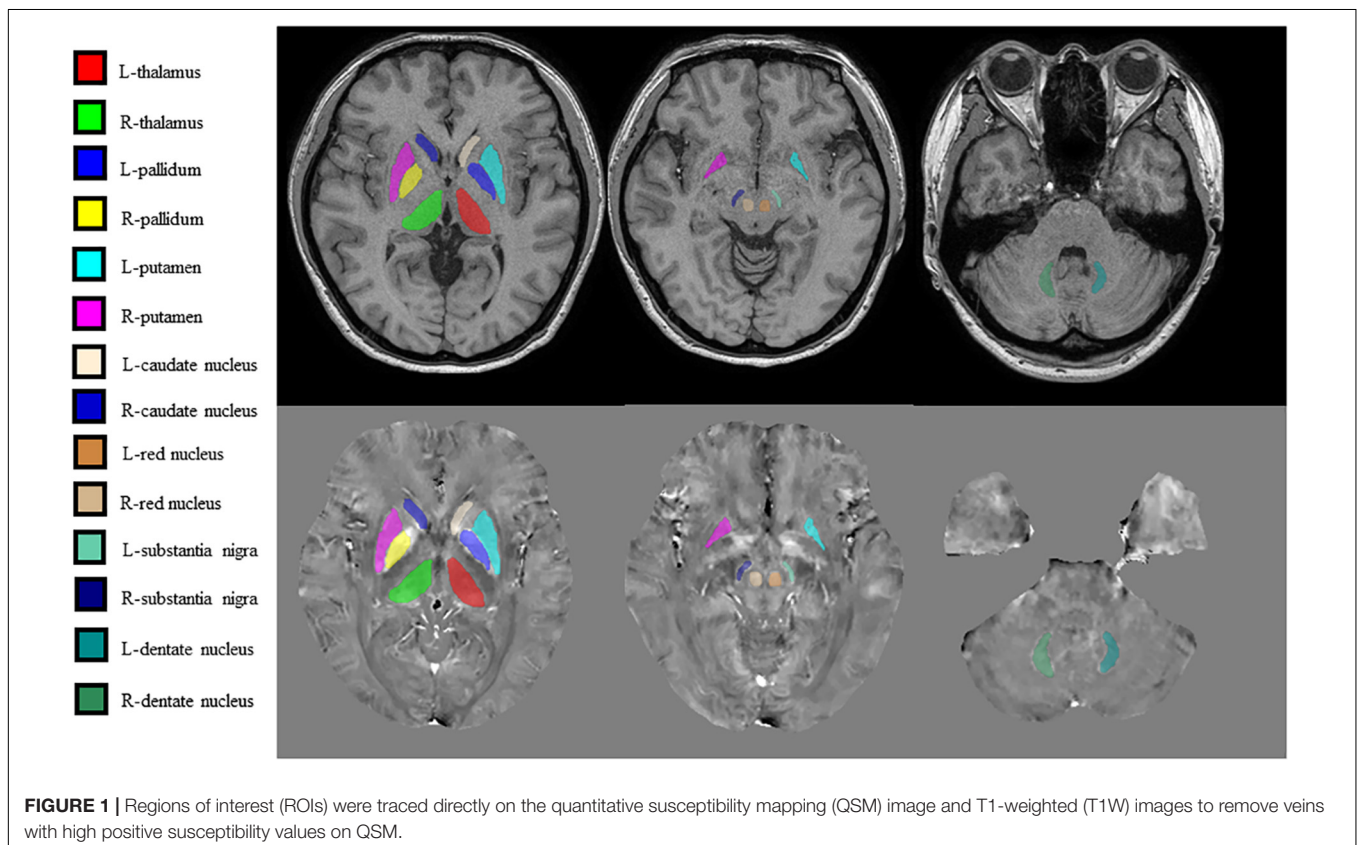 L-thalamus
R-thalamus
L-pallidum
R-pallidum
L-putamen
R-putamen
L-caudate nucleus
R-caudate nucleus
L-red nucleus
R-red nucleus
L-substantia nigra
R-substantia nigra
L-dentate nucleus
R-dentate nucleus
FIGURE 1 | Regions of interest (ROIs) were traced directly on the quantitative susceptibility mapping (QSM) image and T1-weighted (T1W) images to remove veins
with high positive susceptibility values on QSM.